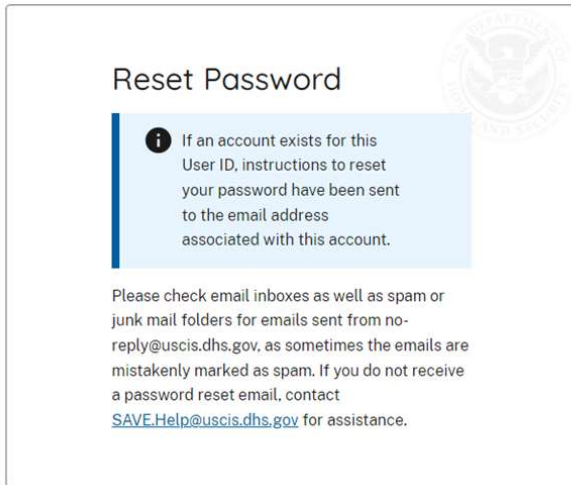 Reset Password
If an account exists for this
User ID, instructions to reset
your password have been sent
to the email address
associated with this account.
Please check email inboxes as well as spam or
junk mail folders for emails sent from no-
reply@uscis.dhs.gov, as sometimes the emails are
mistakenly marked as spam. If you do not receive
a password reset email, contact
SAVE.Help@uscis.dhs.gov for assistance.